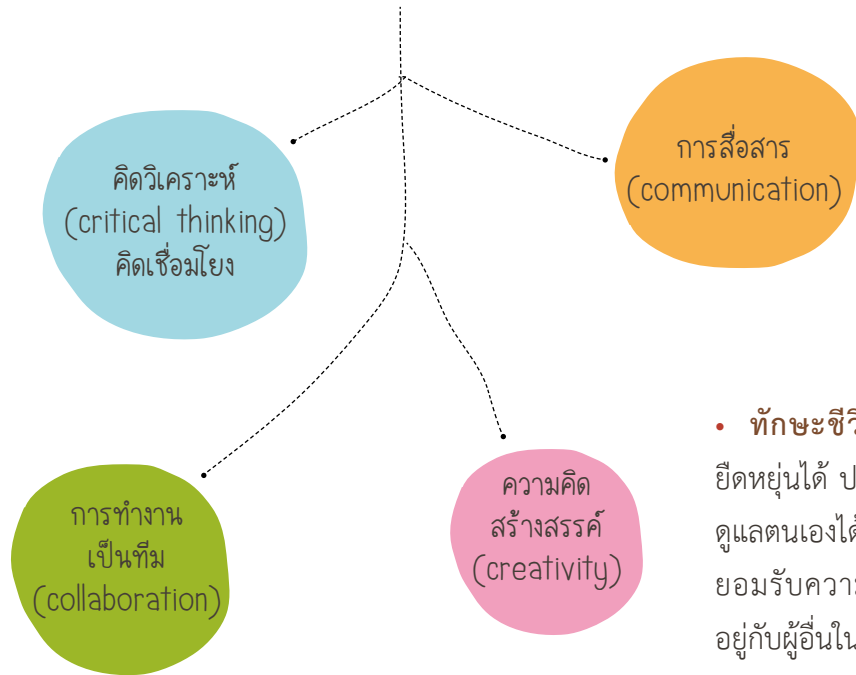 คิดวิเคราะห์
(critical thinking)
คิดเชื่อมโยง
การสื่อสาร
(communication)
การทำงาน
เป็นทีม
(collaboration)
ความคิด
สร้างสรรค์
(creativity)
• ทักษะชีวิ
ยืดหยุ่นได้ ป
ดูแลตนเองได้
ยอมรับความ
อยู่กับผู้อื่นใน